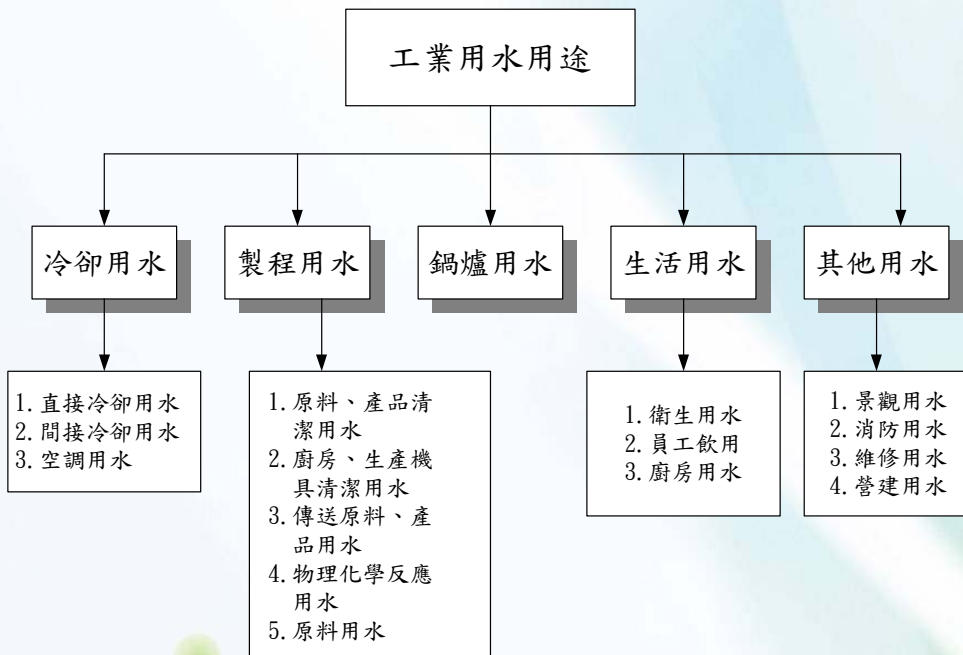 工業用水用途
冷卻用水
製程用水
鍋爐用水
生活用水
其他用水
1. 直接冷卻用水
2. 間接冷卻用水
3. 空調用水
1. 原料、產品清
潔用水
2. 廚房、生產機
具清潔用水
3. 傳送原料、產
品用水
4. 物理化學反應
用水
5. 原料用水
1. 衛生用水
2. 員工飲用
3. 廚房用水
1. 景觀用水
2. 消防用水
3. 維修用水
4. 營建用水